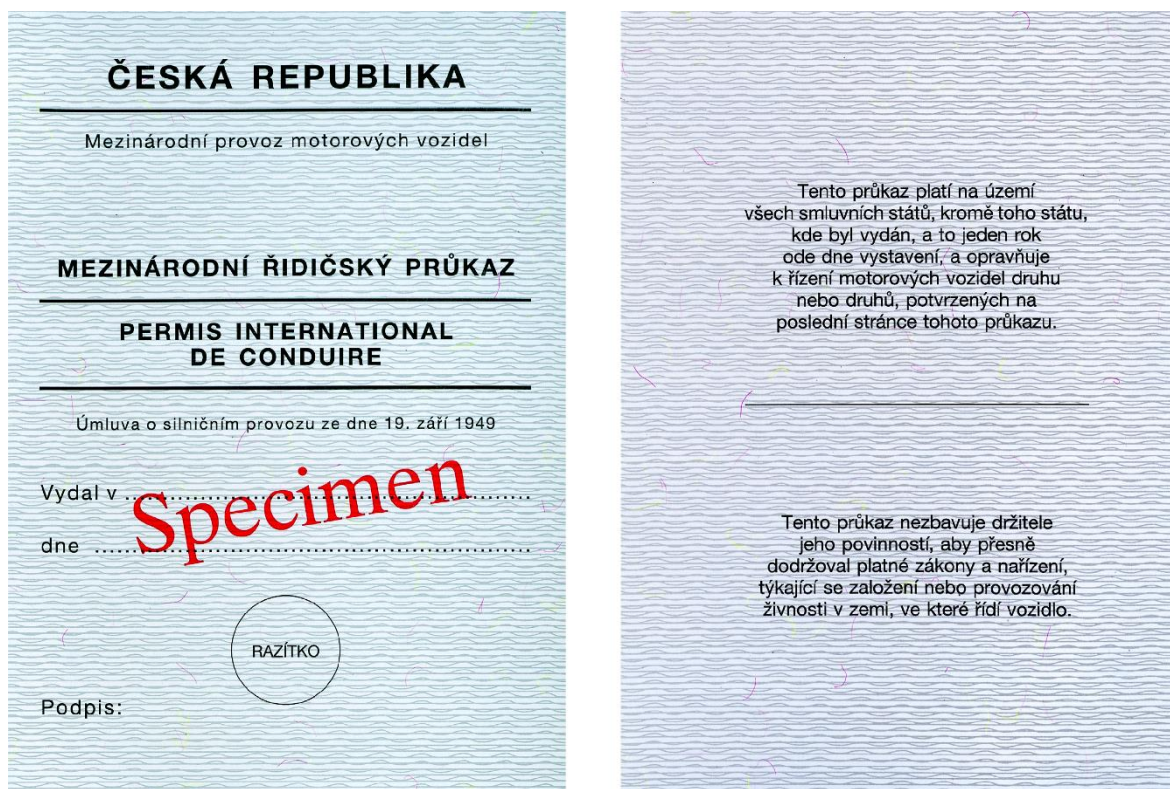 ČESKÁ REPUBLIKA
Mezinárodní provoz motorových vozidel
MEZINÁRODNÍ ŘIDIČSKÝ PRŮKAZ
PERMIS INTERNATIONAL
DE CONDUIRE
Úmluva o silničním provozu ze dne 19. září 1949
Vydal v ........................................................
dne ............................................................
Specimen
RAZÍTKO
Podpis:
Tento průkaz platí na území
všech smluvních států, kromě toho státu,
kde byl vydán, a to jeden rok
ode dne vystavení, a opravňuje
k řízení motorových vozidel druhu
nebo druhů, potvrzených na
poslední stránce tohoto průkazu.
Tento průkaz nezbavuje držitele
jeho povinností, aby přesně
dodržoval platné zákony a nařízení,
týkající se založení nebo provozování
živnosti v zemi, ve které řídí vozidlo.